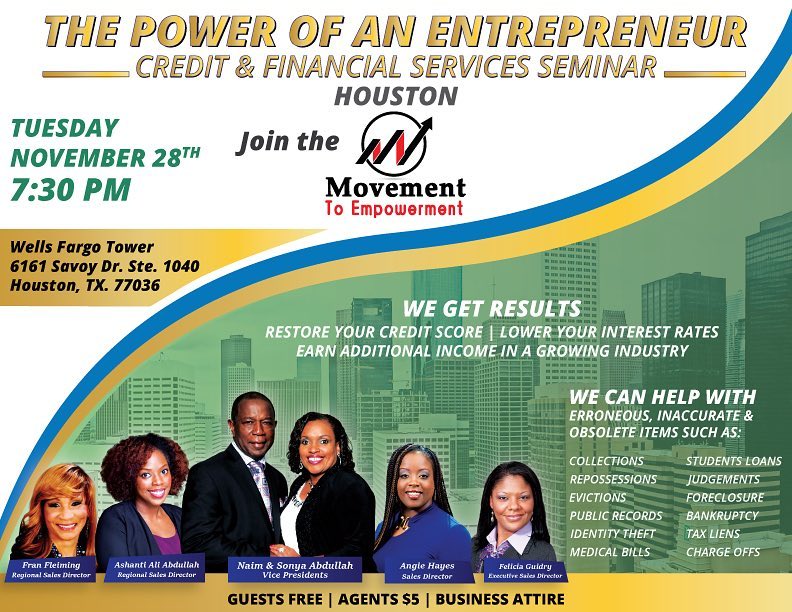 THE POWER OF AN ENTREPRENEUR
CREDIT & FINANCIAL SERVICES SEMINAR
HOUSTON
TUESDAY
NOVEMBER 28TH
7:30 PM
Join the
Movement
To Empowerment
Wells Fargo Tower
6161 Savoy Dr. Ste. 1040
Houston, TX. 77036
WE GET RESULTS
RESTORE YOUR CREDIT SCORE | LOWER YOUR INTEREST RATES
EARN ADDITIONAL INCOME IN A GROWING INDUSTRY
WE CAN HELP WITH
ERRONEOUS, INACCURATE &
OBSOLETE ITEMS SUCH AS:
COLLECTIONS STUDENTS LOANS
REPOSSESSIONS JUDGEMENTS
EVICTIONS FORECLOSURE
PUBLIC RECORDS BANKRUPTCY
IDENTITY THEFT TAX LIENS
MEDICAL BILLS CHARGE OFFS
Fran Fleiming
Regional Sales Director
Ashanti Ali Abdullah
Regional Sales Director
Naim & Sonya Abdullah
Vice Presidents
Angie Hayes
Sales Director
Felicia Guidry
Executive Sales Director
GUESTS FREE | AGENTS $5 | BUSINESS ATTIRE